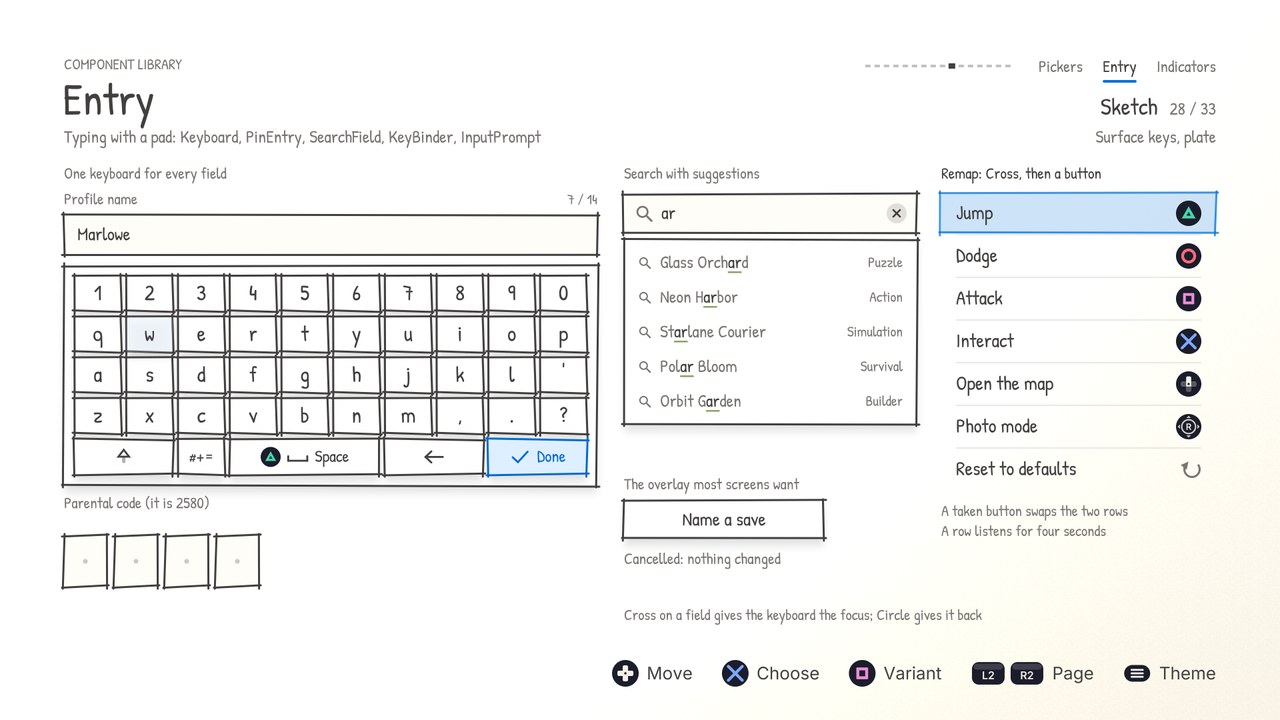 COMPONENT LIBRARY
Entry
Typing with a pad: Keyboard, PinEntry, SearchField, KeyBinder, InputPrompt
Pickers Entry Indicators
Sketch 28 / 33
Surface keys, plate
One keyboard for every field
Profile name 7 / 14
Marlowe
1 2 3 4 5 6 7 8 9 0
q w e r t y u i o p
a s d f g h j k l '
z x c v b n m , . ?
#+= Space Done
Parental code (it is 2580)
Search with suggestions
ar
Glass Orchard Puzzle
Neon Harbor Action
Starlane Courier Simulation
Polar Bloom Survival
Orbit Garden Builder
The overlay most screens want
Name a save
Cancelled: nothing changed
Remap: Cross, then a button
Jump
Dodge
Attack
Interact
Open the map
Photo mode R
Reset to defaults
A taken button swaps the two rows
A row listens for four seconds
Cross on a field gives the keyboard the focus; Circle gives it back
Move Choose Variant L2 R2 Page Theme